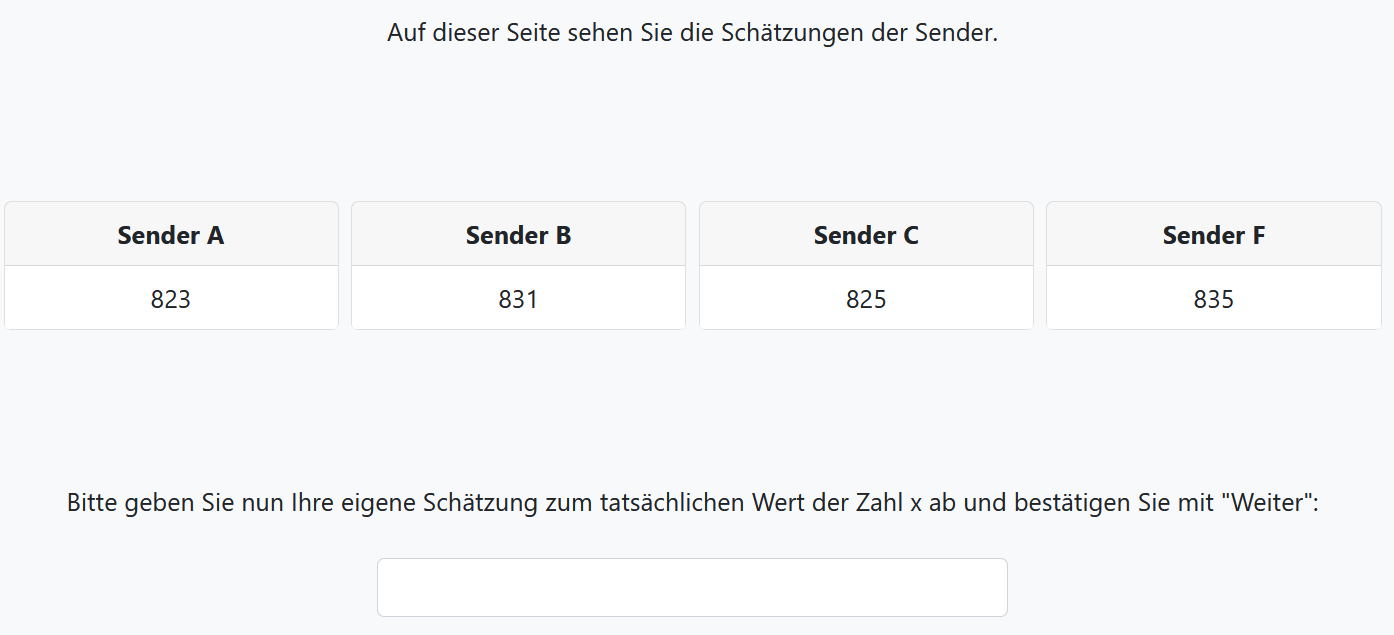 Auf dieser Seite sehen Sie die Schätzungen der Sender.
Sender A
Sender B
Sender C
Sender F
823
831
825
835
Bitte geben Sie nun Ihre eigene Schätzung zum tatsächlichen Wert der Zahl x ab und bestätigen Sie mit "Weiter":